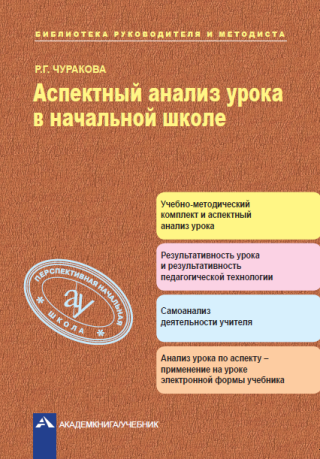 БИБЛИОТЕКА РУКОВОДИТЕЛЯ И МЕТОДИСТА
Р.Г. ЧУРАКОВА
Аспектный анализ урока
в начальной школе
Учебно-методический
комплект и аспектный
анализ урока
Результативность урока
и результативность
педагогической технологии
ПЕРСПЕКТИВНАЯ НАЧАЛЬНАЯ
ау
ШКОЛА
Самоанализ
деятельности учителя
Анализ урока по аспекту –
применение на уроке
электронной формы учебника
АКАДЕМКНИГА/УЧЕБНИК